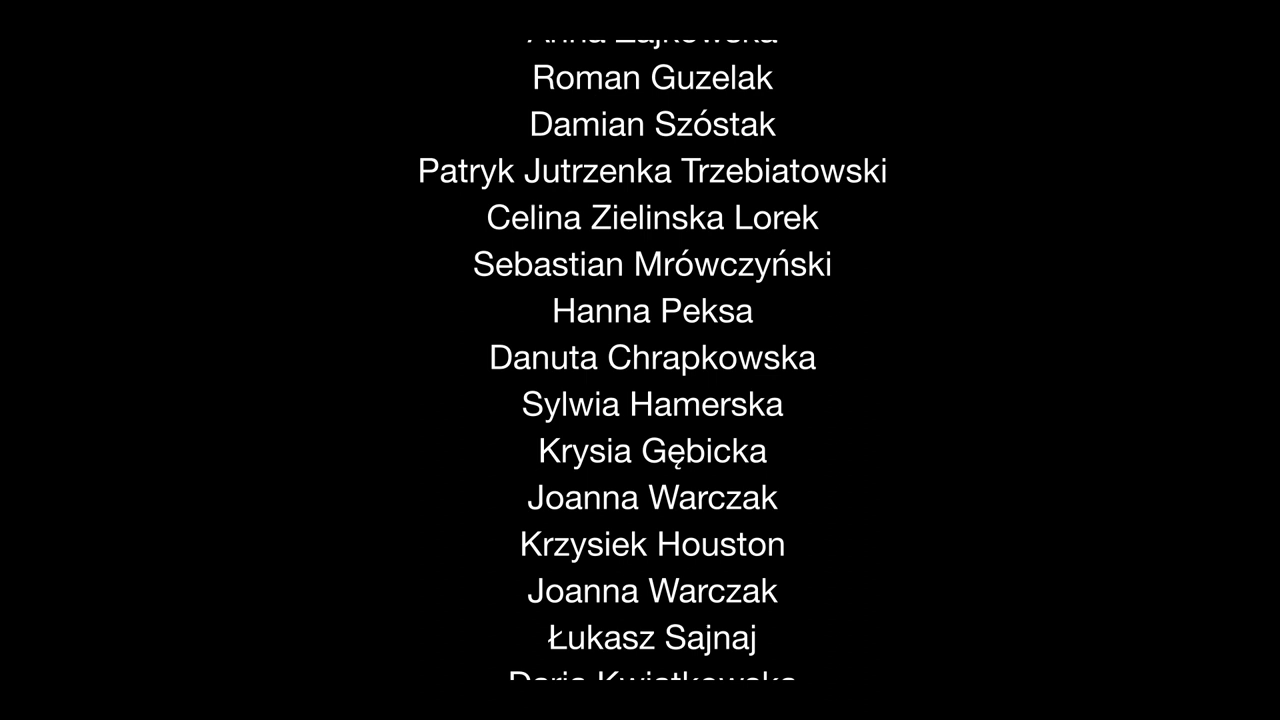 Roman Guzelak
Damian Szóstak
Patryk Jutrzenka Trzebiatowski
Celina Zielinska Lorek
Sebastian Mrówczyński
Hanna Peksa
Danuta Chrapkowska
Sylwia Hamerska
Krysia Gębicka
Joanna Warczak
Krzysiek Houston
Joanna Warczak
Łukasz Sajnaj